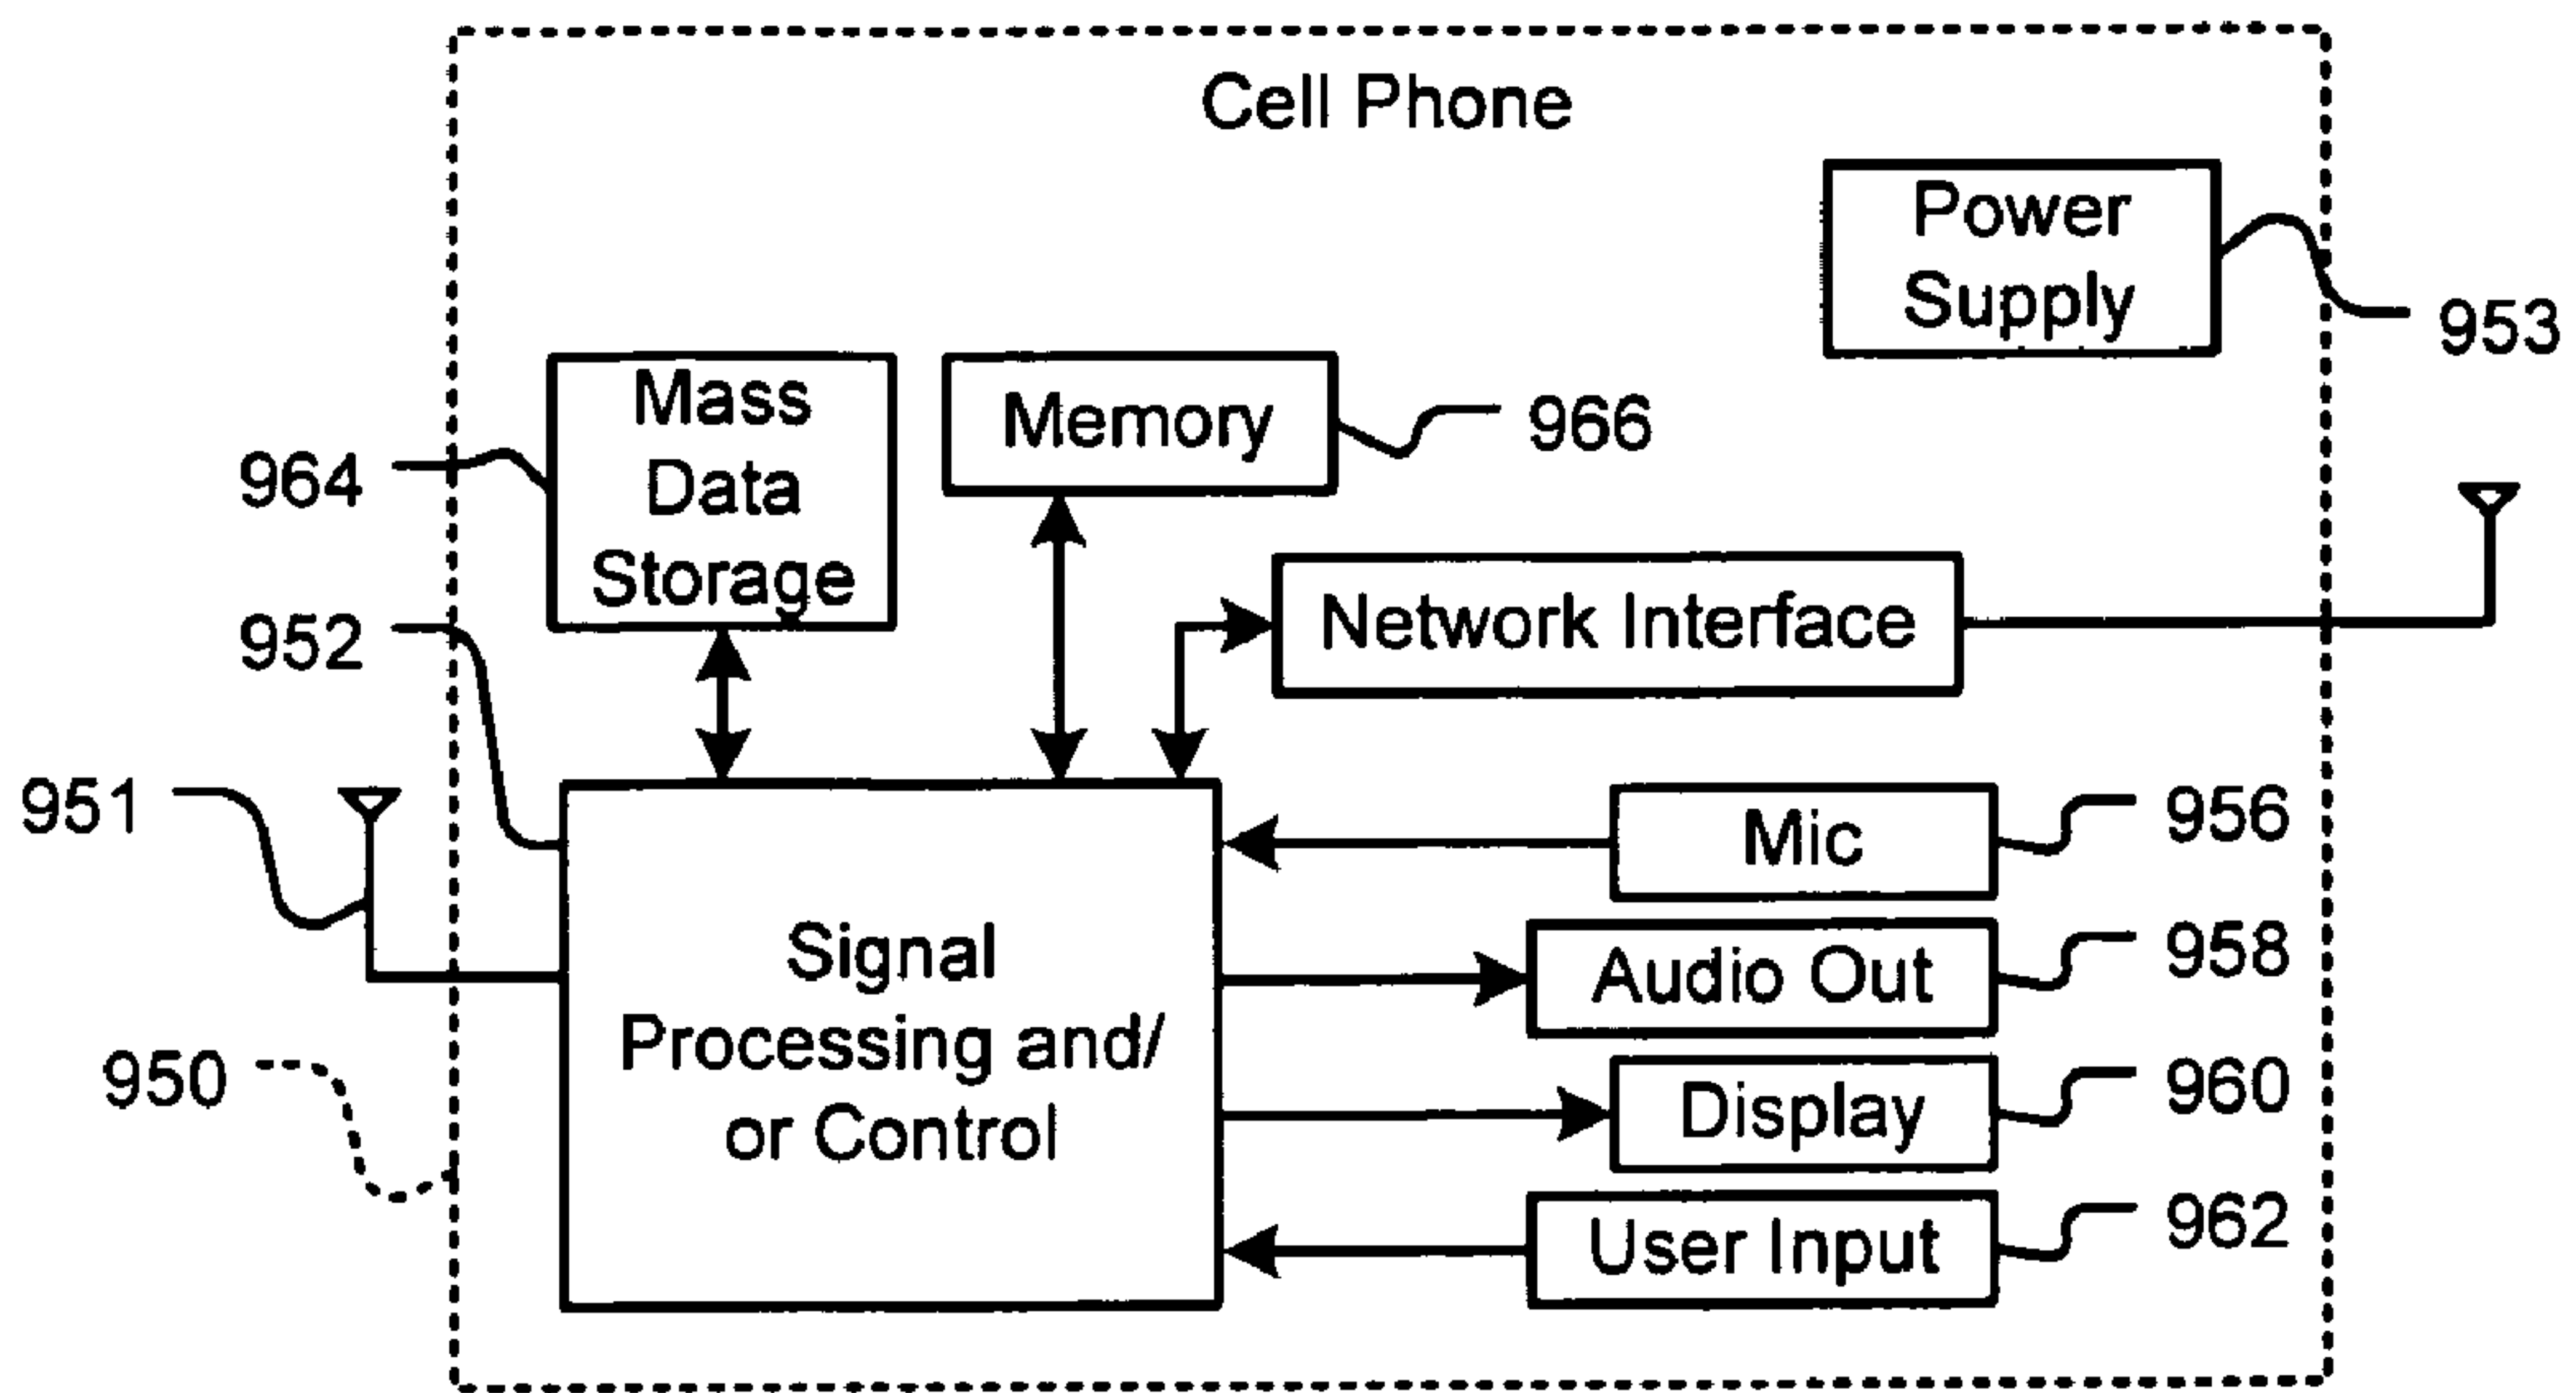 Cell Phone
Power
Supply
953
Mass
Data
Storage
964
Memory
966
952
Network Interface
951
Mic
956
Signal
Processing and/
or Control
Audio Out
958
950
Display
960
User Input
962